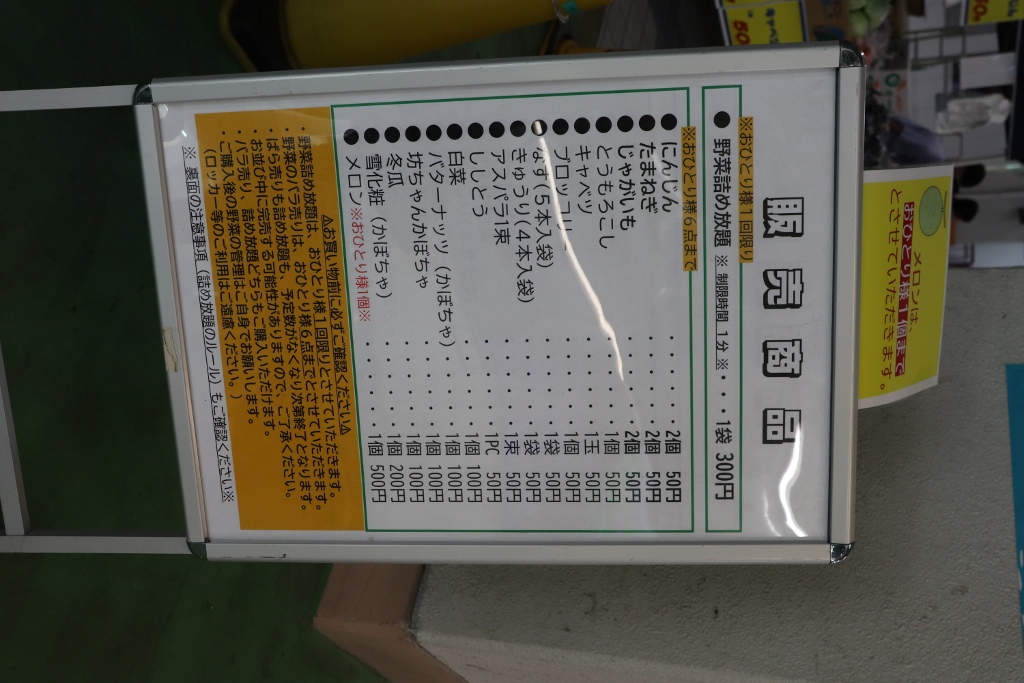 メロンは、
おひとり様1個まで
とさせていただきます。
販売商品
※おひとり様1回限り
●野菜詰め放題 ※ 制限時間 1分 ※・・・1袋 300円
※おひとり様6点まで
●にんじん・・・・・2個 50円
●たまねぎ・・・・・2個 50円
●じゃがいも・・・・・2個 50円
●とうもろこし・・・・・1個 50円
●キャベツ・・・・・1玉 50円
●ブロッコリー・・・・・1個 50円
●なす(5本入袋)・・・・・1袋 50円
●きゅうり(4本入袋)・・・・・1袋 50円
●アスパラ1束・・・・・1束 50円
●ししとう・・・・・1PC 50円
●白菜・・・・・1個 100円
●バターナッツ(かぼちゃ)・・・・・1個 100円
●坊ちゃんかぼちゃ・・・・・1個 100円
●冬瓜・・・・・1個 200円
●雪化粧(かぼちゃ)・・・・・1個 500円
●メロン※おひとり様1個※
⚠お買い物前に必ずご確認ください⚠
・野菜詰め放題は、おひとり様1回限りとさせていただきます。
・野菜のバラ売りは、おひとり様6点までとさせていただきます。
・ばら売りも詰め放題も、予定数がなくなり次第終了となります。
お並び中に完売する可能性がありますので、ご了承ください。
・バラ売り、詰め放題どちらもご購入いただけます。
・ご購入後の野菜の管理はご自身でお願いします。
(ロッカー等のご利用はご遠慮ください。)
※ 裏面の注意事項(詰め放題のルール)もご確認ください※